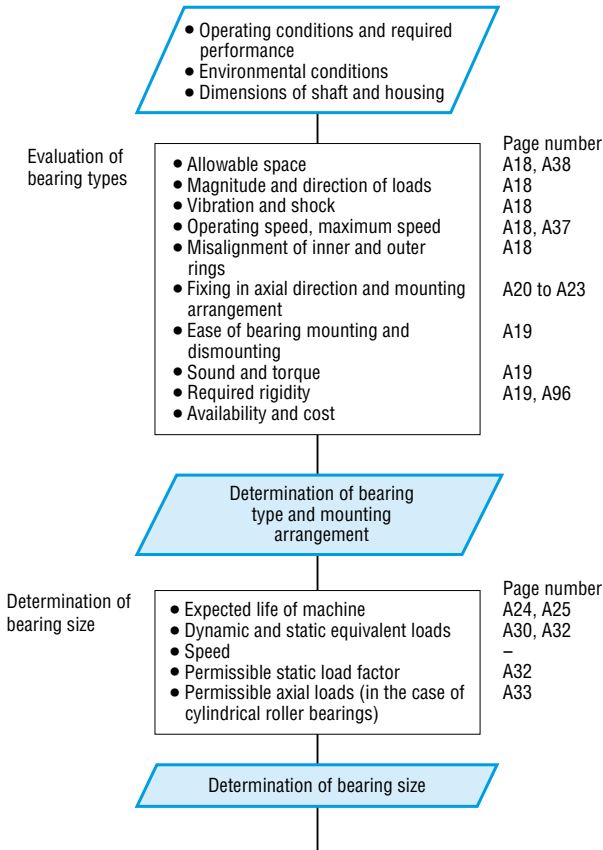 ● Operating conditions and required
performance
● Environmental conditions
● Dimensions of shaft and housing
Evaluation of
bearing types
Page number
● Allowable space A18, A38
● Magnitude and direction of loads A18
● Vibration and shock A18
● Operating speed, maximum speed A18, A37
● Misalignment of inner and outer A18
rings
● Fixing in axial direction and mounting A20 to A23
arrangement
● Ease of bearing mounting and A19
dismounting
● Sound and torque A19
● Required rigidity A19, A96
● Availability and cost
Determination of bearing
type and mounting
arrangement
Determination of
bearing size
Page number
● Expected life of machine A24, A25
● Dynamic and static equivalent loads A30, A32
● Speed –
● Permissible static load factor A32
● Permissible axial loads (in the case of A33
cylindrical roller bearings)
Determination of bearing size